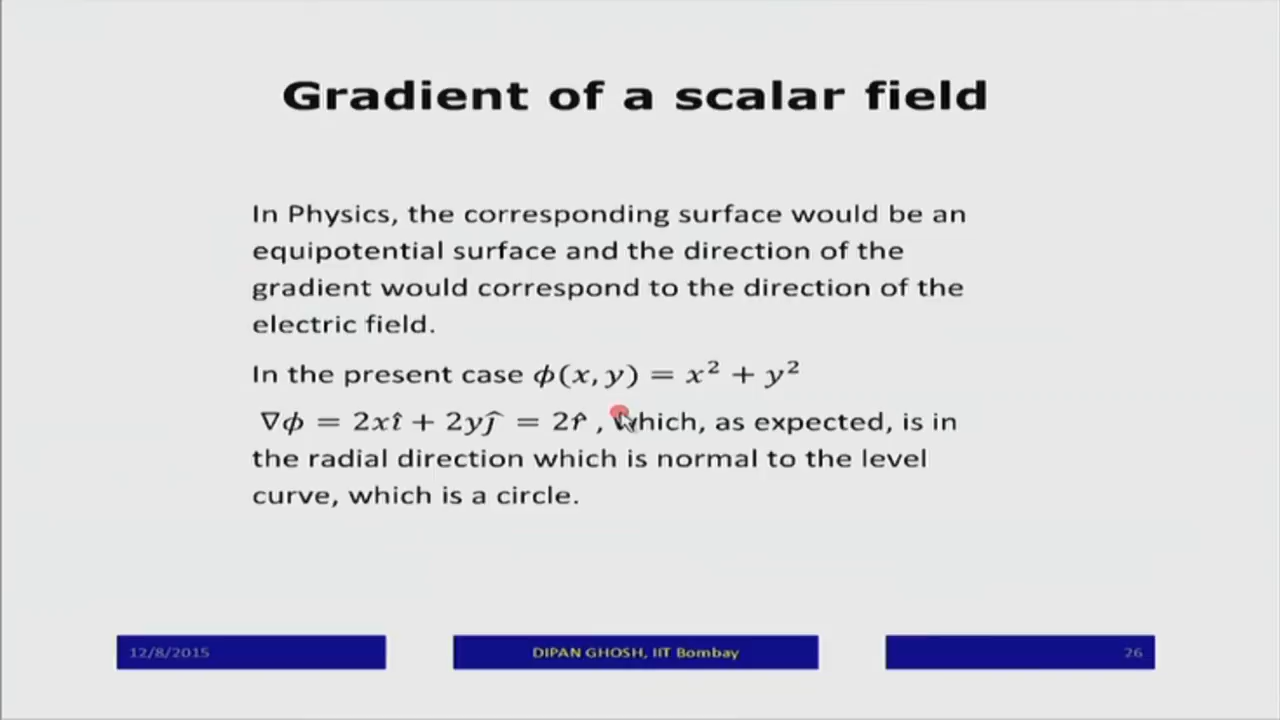 Gradient of a scalar field
In Physics, the corresponding surface would be an
equipotential surface and the direction of the
gradient would correspond to the direction of the
electric field.
In the present case ϕ(x, y) = x² + y²
∇ϕ = 2xî + 2yĵ = 2r̂ , which, as expected, is in
the radial direction which is normal to the level
curve, which is a circle.
12/8/2015
DIPAN GHOSH, IIT Bombay
26